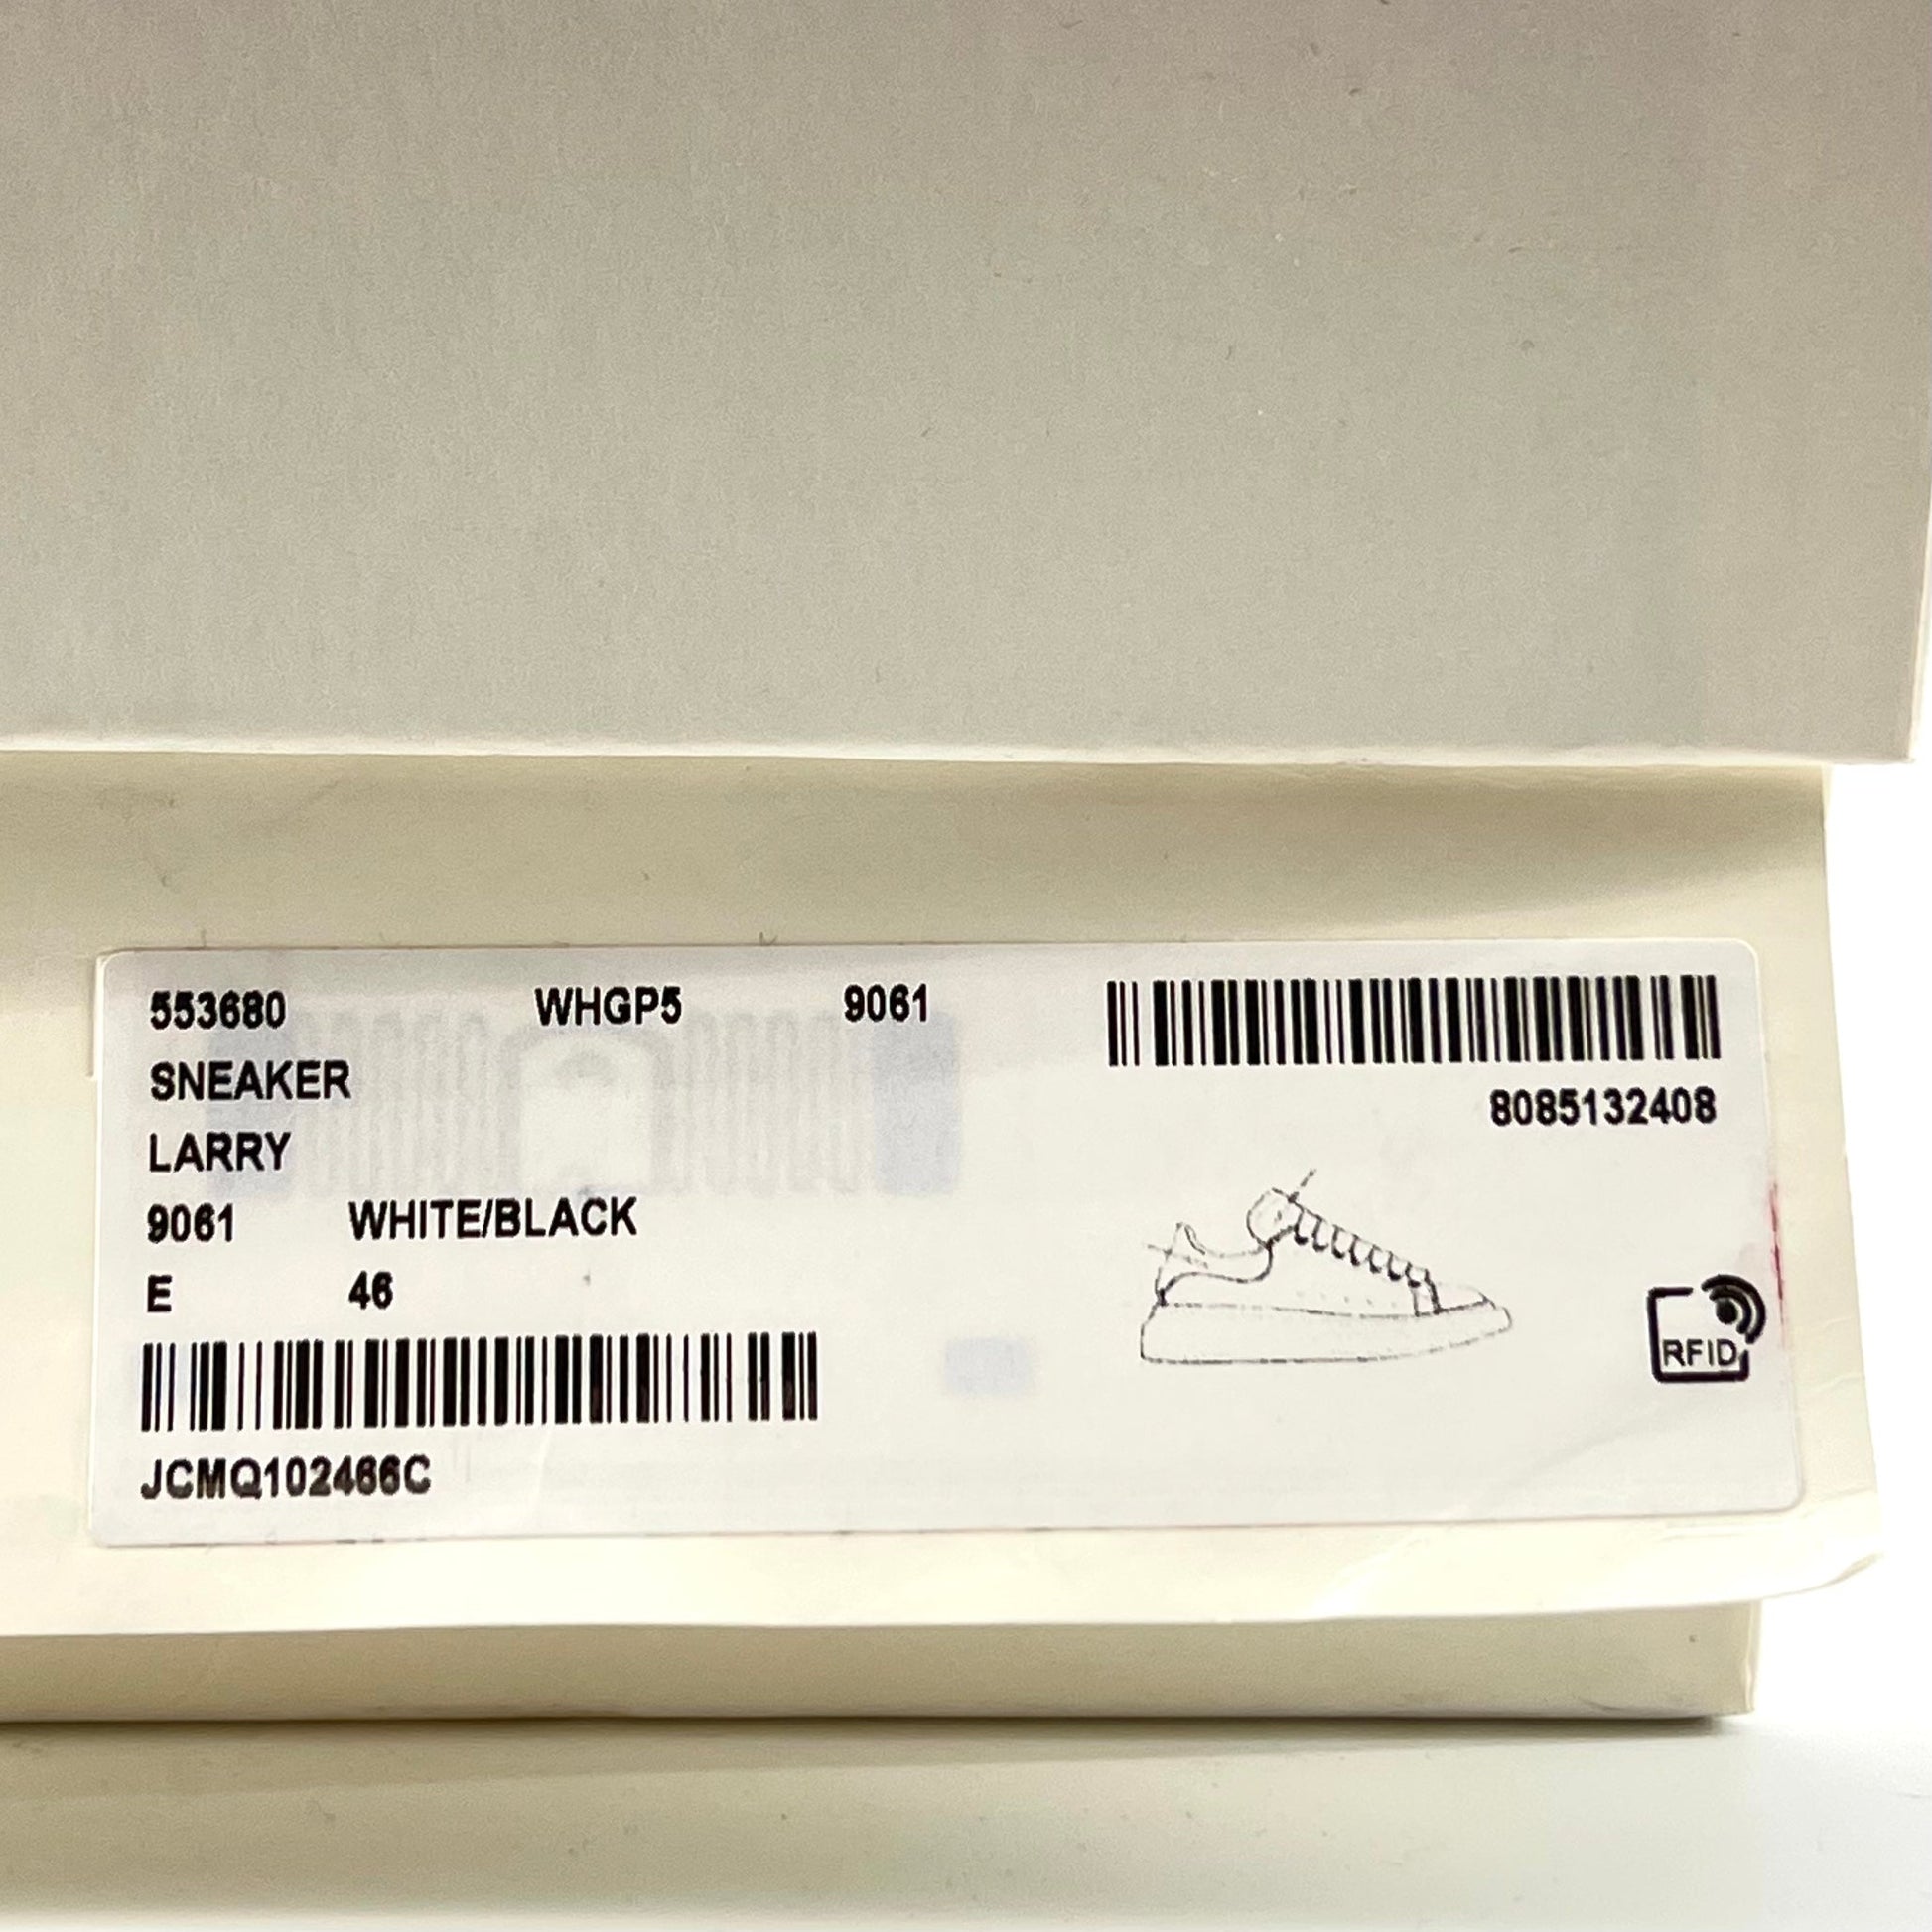 553680 WHGP5 9061
SNEAKER
LARRY
9061 WHITE/BLACK
E 46
JCMQ102466C
8085132408
RFID